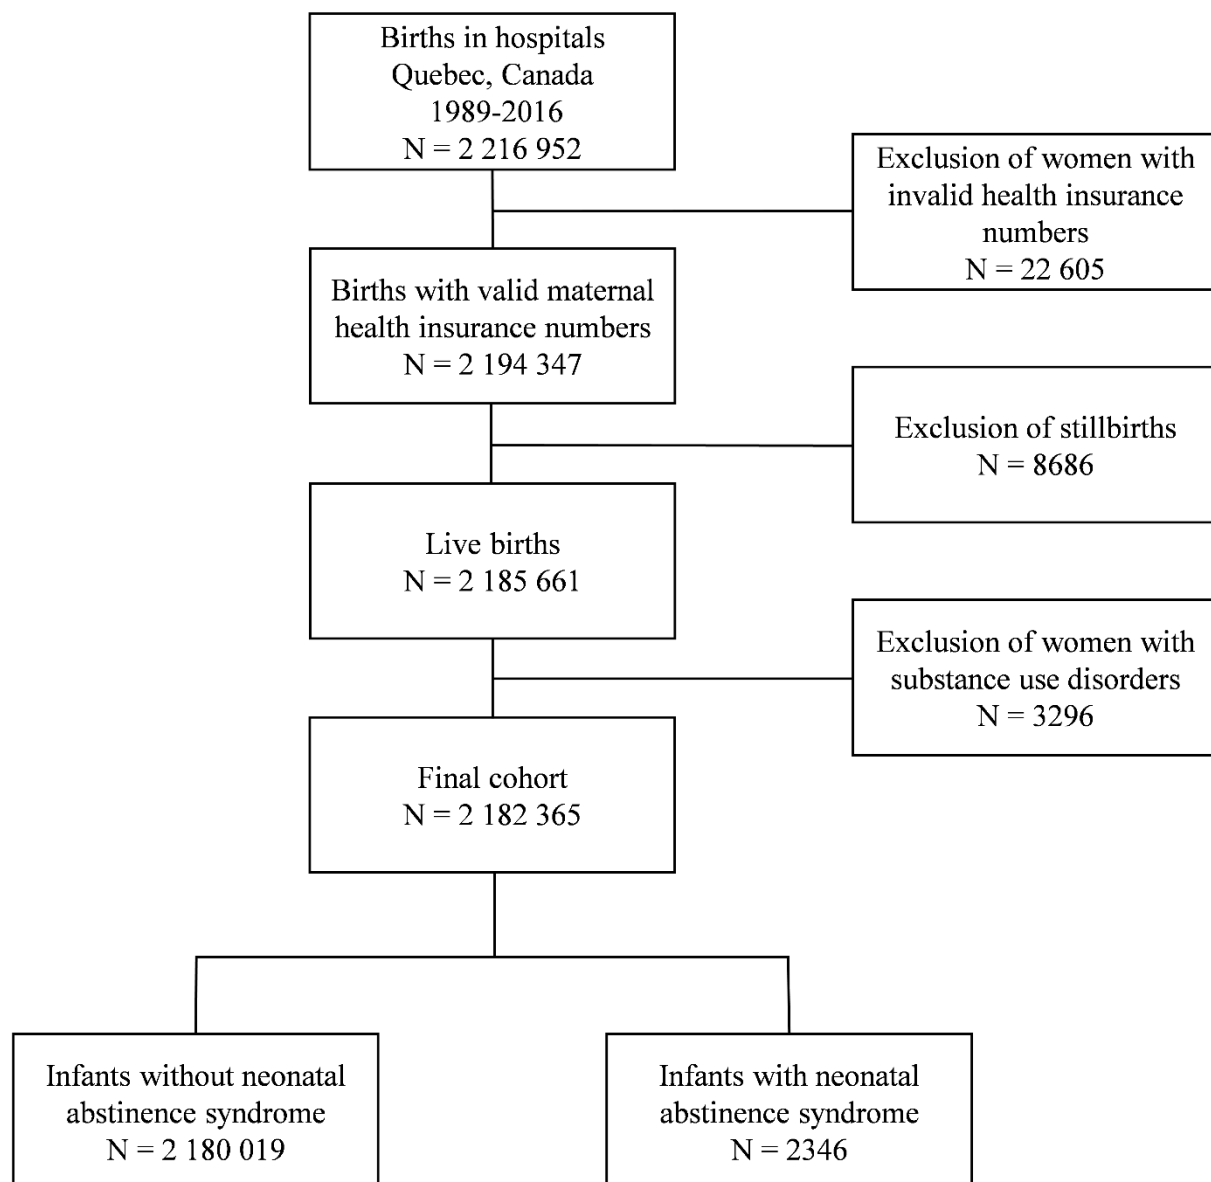 Births in hospitals
Quebec, Canada
1989-2016
N = 2 216 952
Exclusion of women with
invalid health insurance
numbers
N = 22 605
Births with valid maternal
health insurance numbers
N = 2 194 347
Exclusion of stillbirths
N = 8686
Live births
N = 2 185 661
Exclusion of women with
substance use disorders
N = 3296
Final cohort
N = 2 182 365
Infants without neonatal
abstinence syndrome
N = 2 180 019
Infants with neonatal
abstinence syndrome
N = 2346